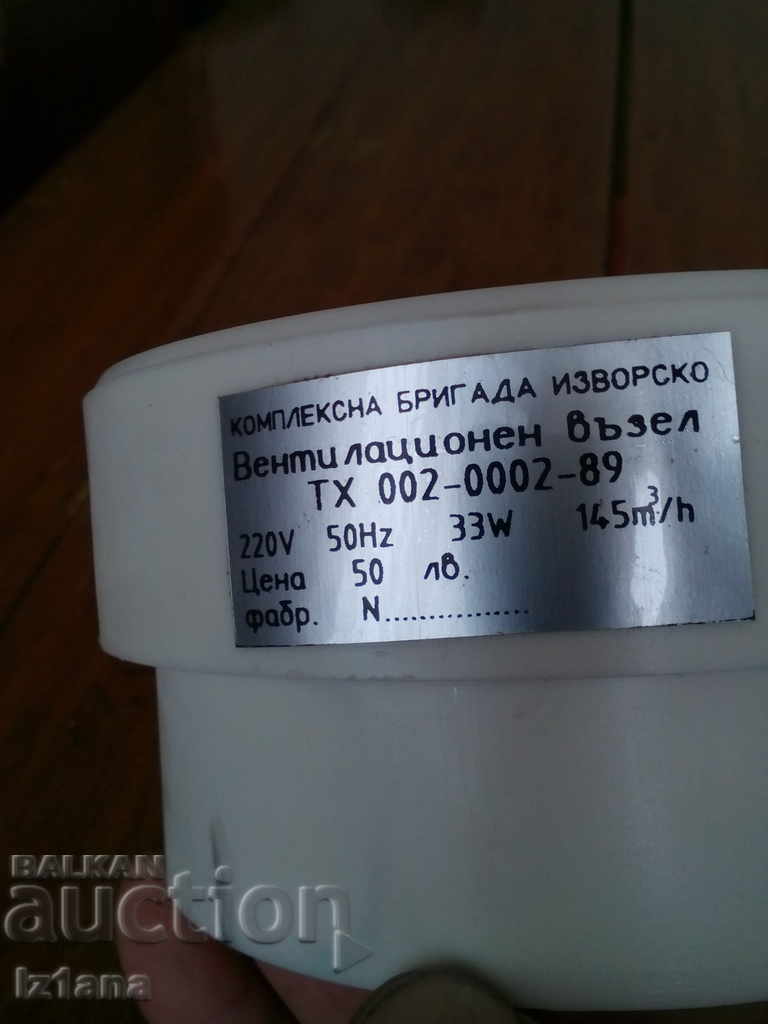 КОМПЛЕКСНА БРИГАДА ИЗВОРСКО
Вентилационен възел
ТХ 002-0002-89
220V 50Hz 33W 145m³/h
Цена 50 лв.
фабр. N................
BALKAN
auction
Iz1ana